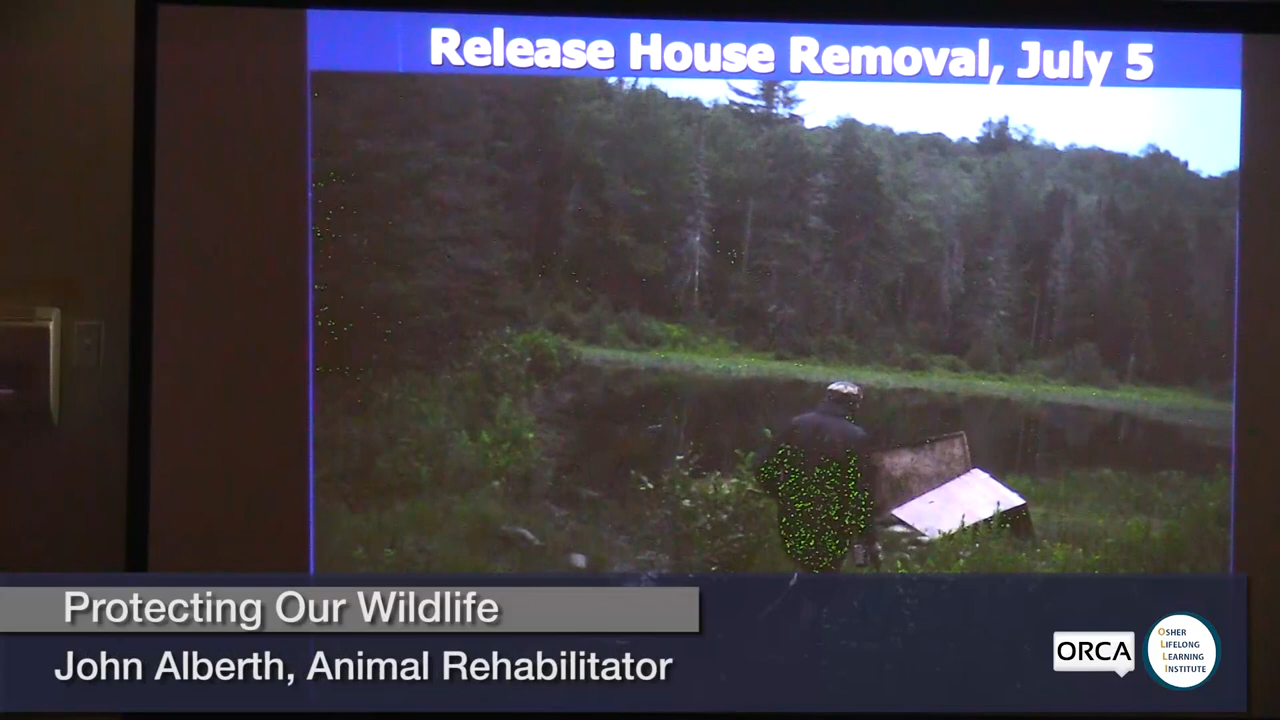 Release House Removal, July 5
Protecting Our Wildlife
John Alberth, Animal Rehabilitator
ORCA
OSHER
LIFELONG
LEARNING
INSTITUTE